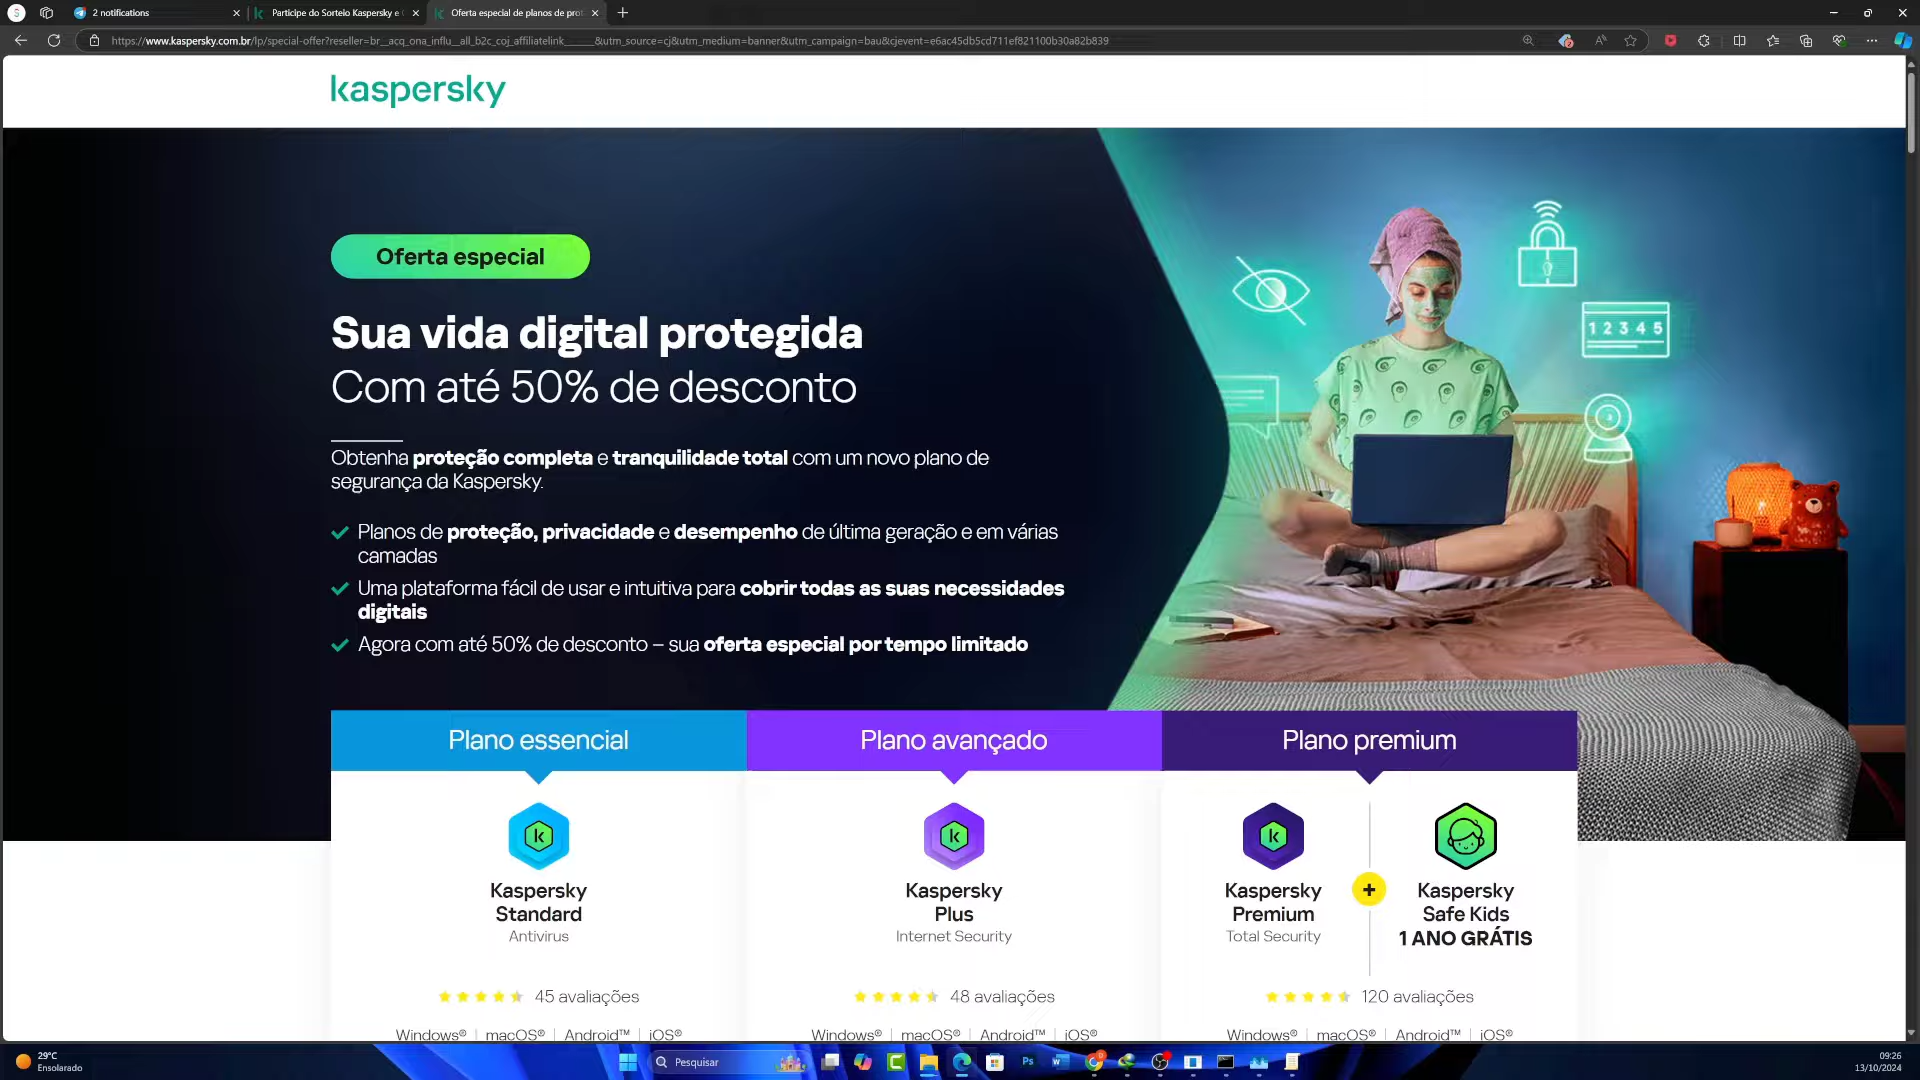 2 notifications
Participe do Sorteio Kaspersky e
Oferta especial de planos de pro
https://www.kaspersky.com.br/lp/special-offer?reseller=br__acq_ona_influ__all_b2c_coj_affiliatelink______&utm_source=cj&utm_medium=banner&utm_campaign=bau&cjevent=e6ac45db5cd711ef821100b30a82b839
kaspersky
Oferta especial
Sua vida digital protegida
Com até 50% de desconto
Obtenha proteção completa e tranquilidade total com um novo plano de
segurança da Kaspersky.
Planos de proteção, privacidade e desempenho de última geração e em várias
camadas
Uma plataforma fácil de usar e intuitiva para cobrir todas as suas necessidades
digitais
Agora com até 50% de desconto – sua oferta especial por tempo limitado
1 2 3 4 5
Plano essencial
Plano avançado
Plano premium
Kaspersky
Standard
Antivirus
Kaspersky
Plus
Internet Security
Kaspersky
Premium
Total Security
+
Kaspersky
Safe Kids
1 ANO GRÁTIS
45 avaliações
48 avaliações
120 avaliações
Windows® | macOS® | Android™ | iOS®
Windows® | macOS® | Android™ | iOS®
Windows® | macOS® | Android™ | iOS®
29°C
Ensolarado
Pesquisar
09:26
13/10/2024